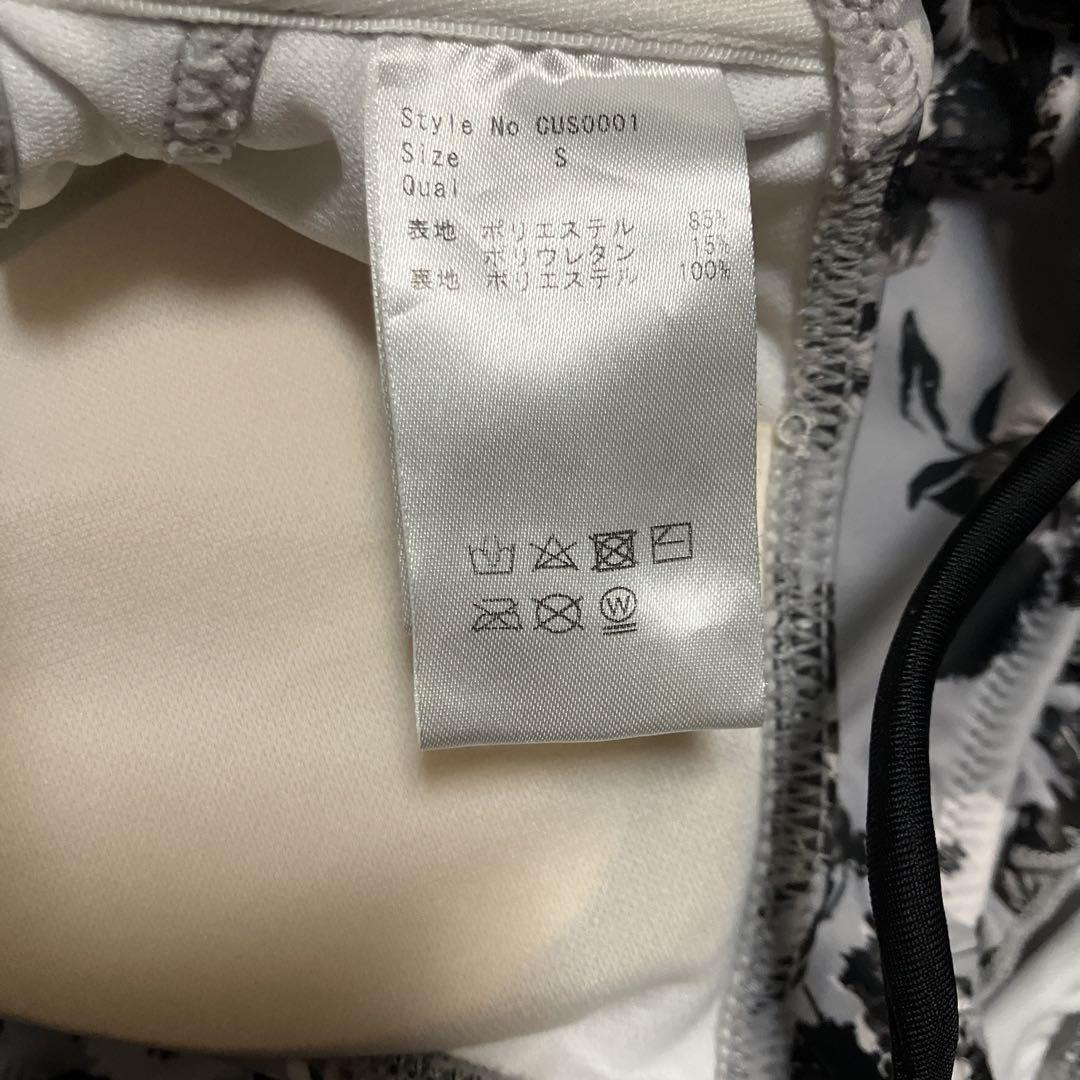 Style No CUS0001
Size S
Qual
表地 ポリエステル 85%
ポリウレタン 15%
表地 ポリエステル 100%
W